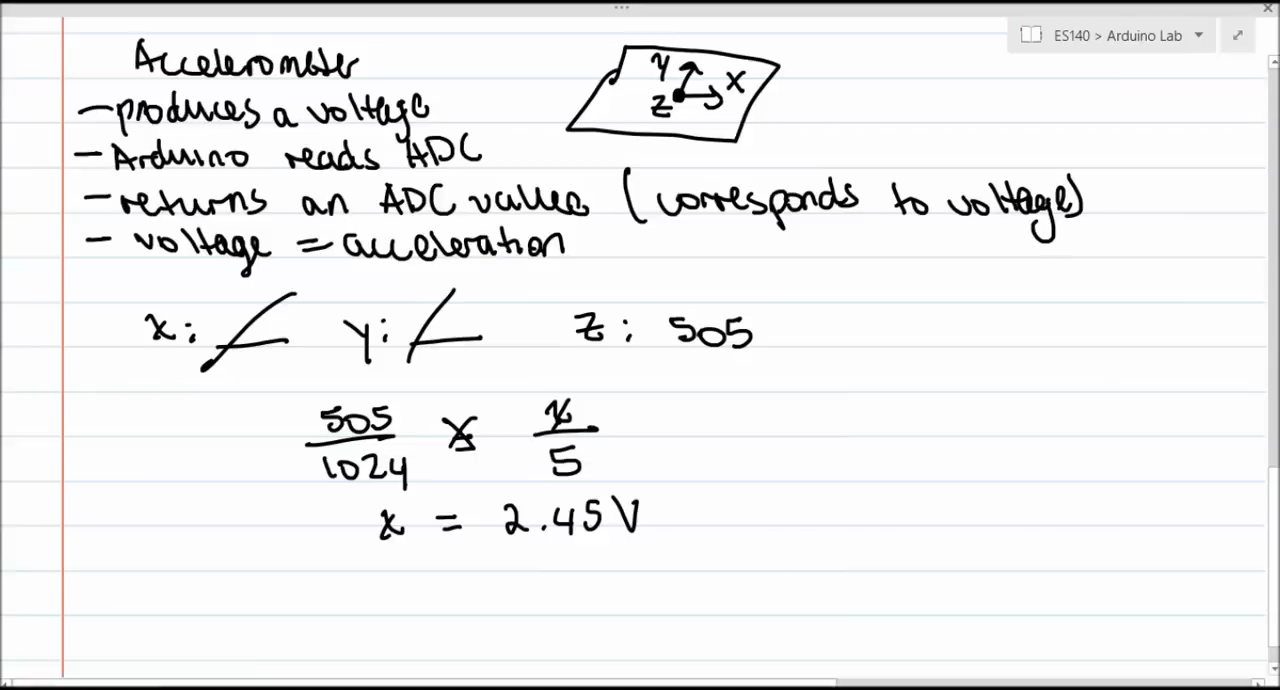 ES140 > Arduino Lab
Accelerometer
Y X
Z
- produces a voltage
- Arduino reads ADC
- returns an ADC values (corresponds to voltage)
- voltage = acceleration
x: y: z: 505
505 x
1024 5
x = 2.45V